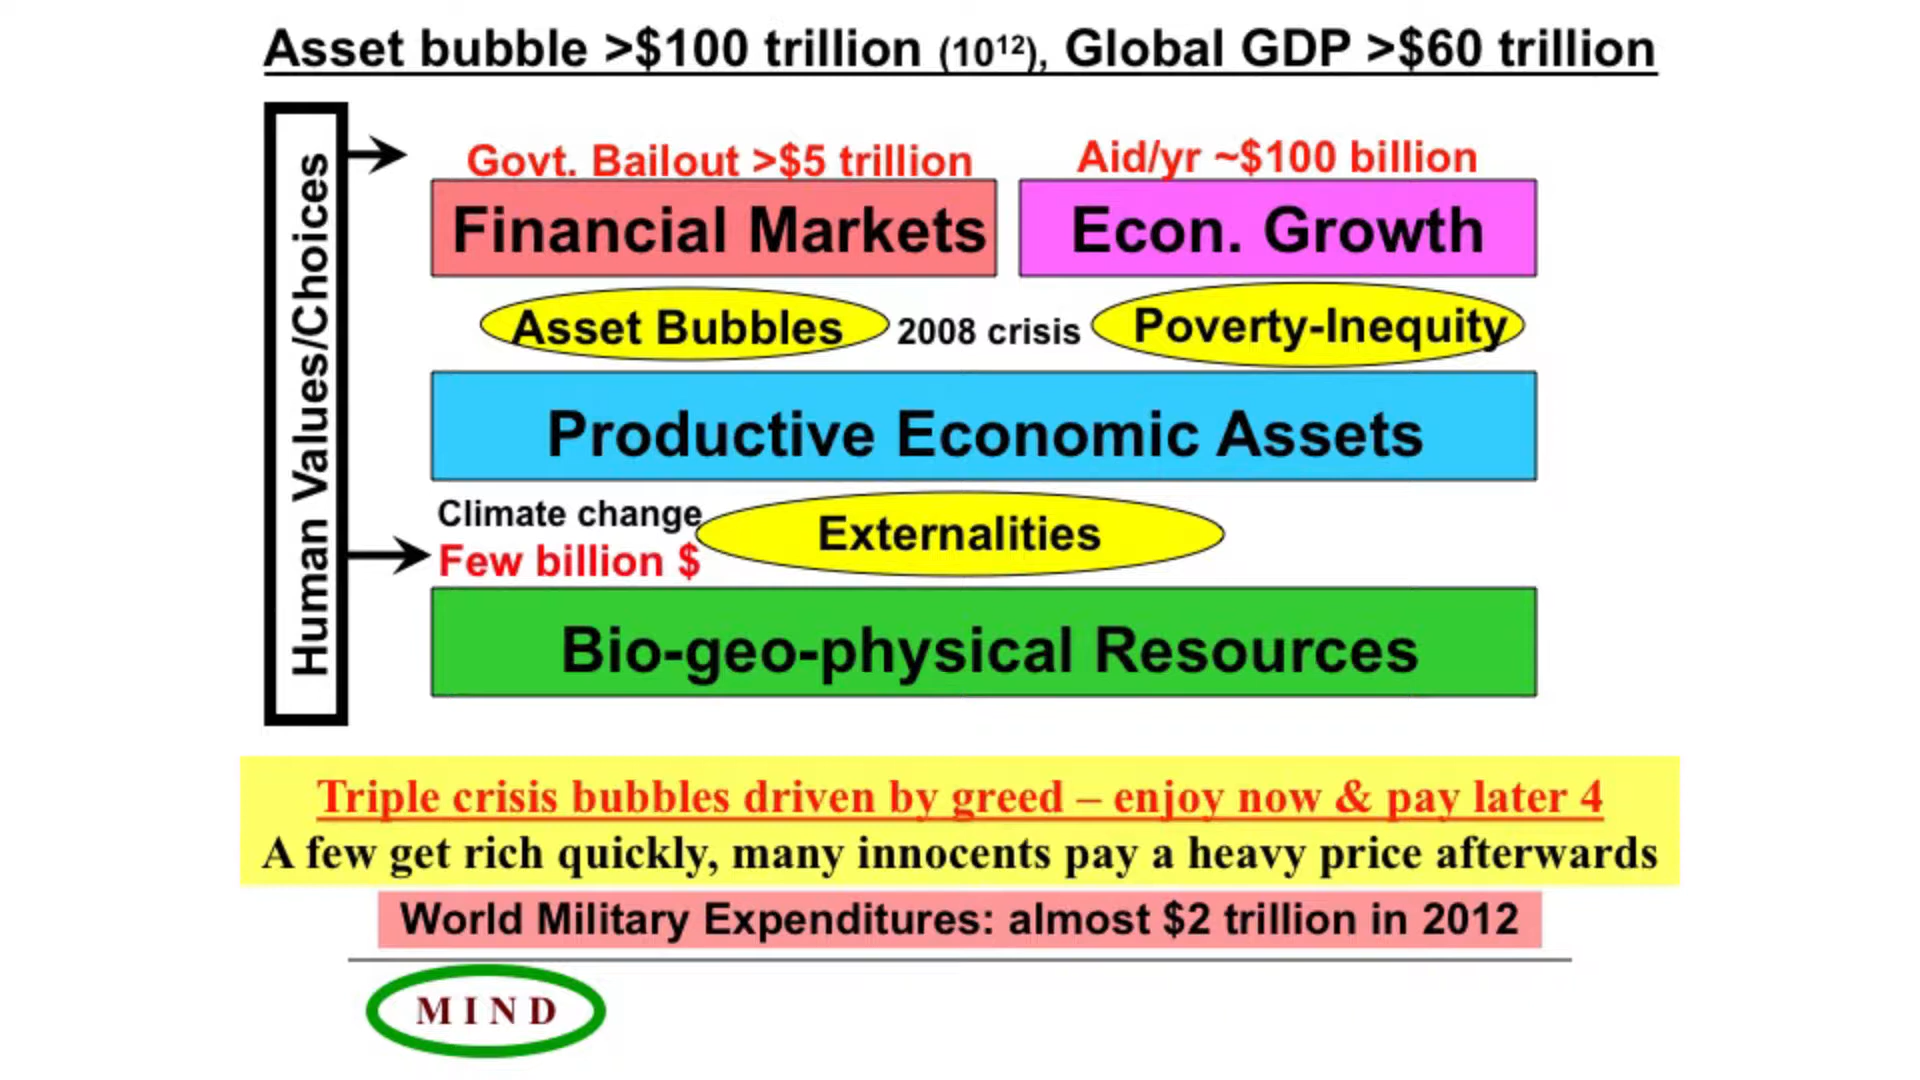 Asset bubble >$100 trillion (10¹²), Global GDP >$60 trillion
Human Values/Choices
Govt. Bailout >$5 trillion
Aid/yr ~$100 billion
Financial Markets
Econ. Growth
Asset Bubbles
2008 crisis
Poverty-Inequity
Productive Economic Assets
Climate change
Few billion $
Externalities
Bio-geo-physical Resources
Triple crisis bubbles driven by greed – enjoy now & pay later 4
A few get rich quickly, many innocents pay a heavy price afterwards
World Military Expenditures: almost $2 trillion in 2012
M I N D